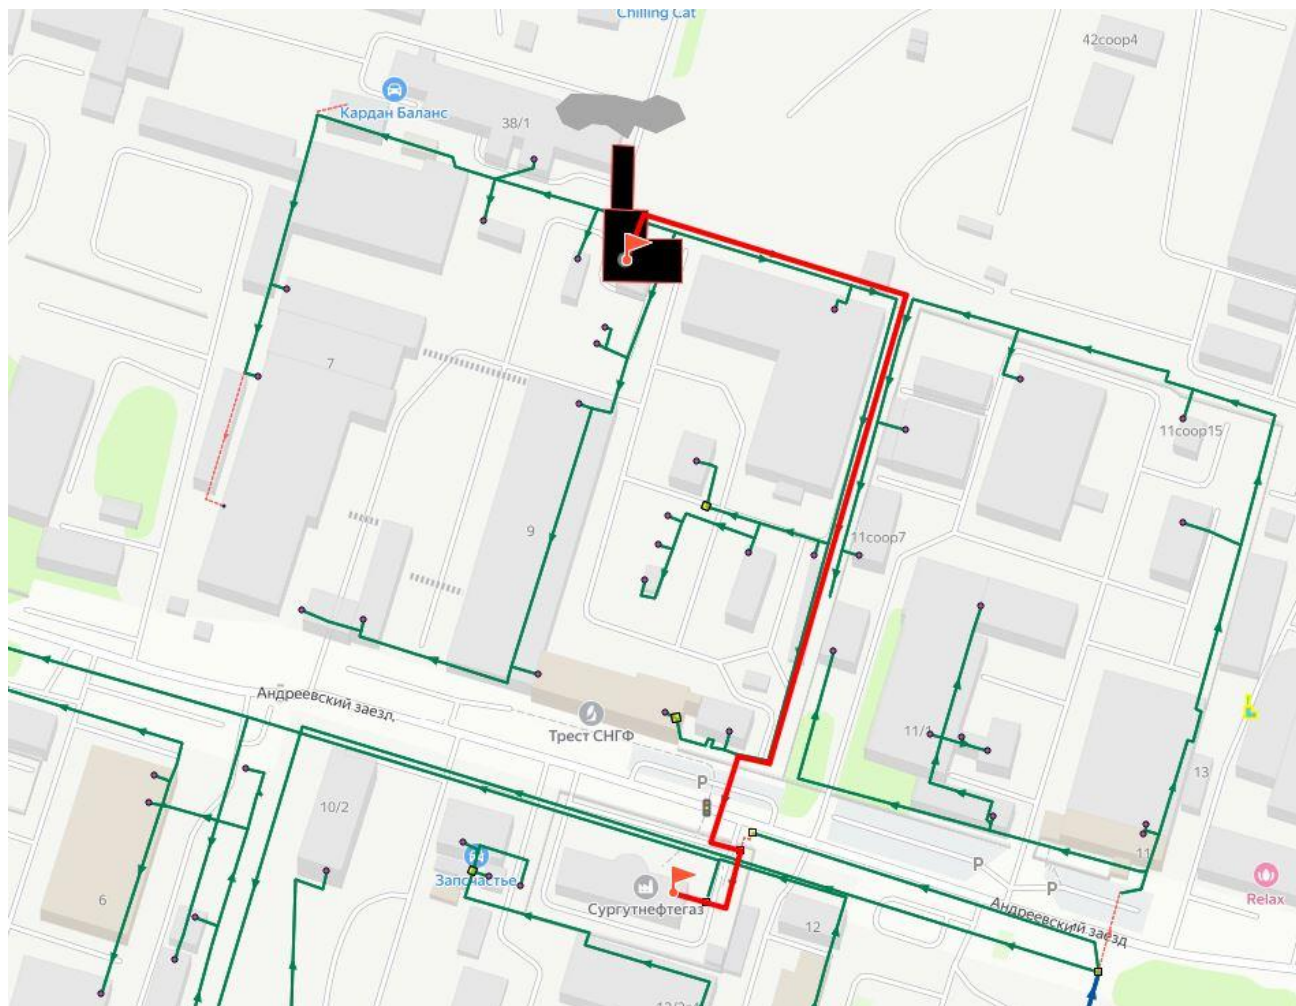 Chilling Cat
42соор4
Кардан Баланс
38/1
7
11соор15
9
11соор7
Андреевский заезд,
Трест СНГФ
11/1
P
13
10/2
P
11
P
Запчастье
Relax
6
Сургутнефтегаз
12
Андреевский заезд